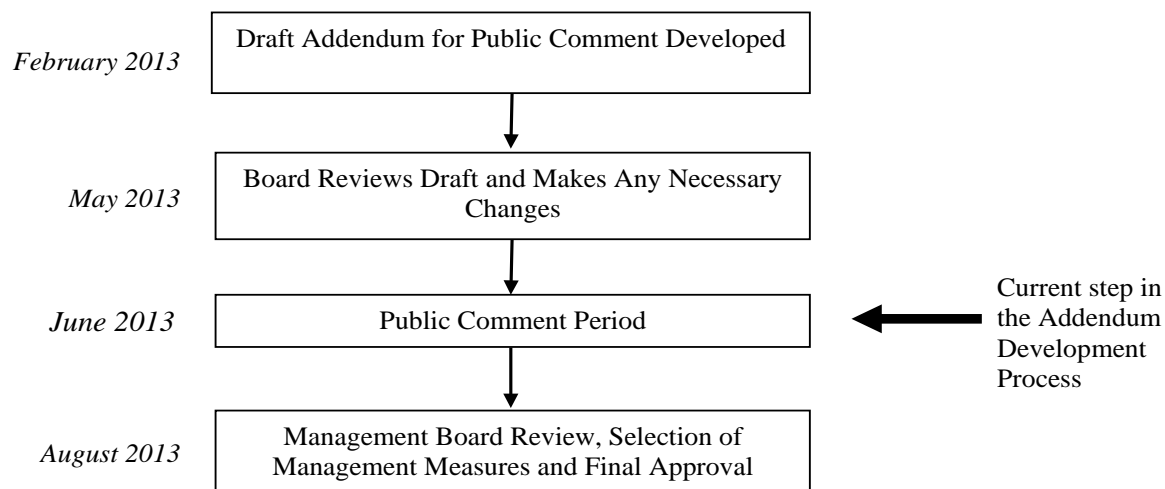 Draft Addendum for Public Comment Developed
February 2013
Board Reviews Draft and Makes Any Necessary
Changes
May 2013
June 2013
Public Comment Period
Current step in
the Addendum
Development
Process
Management Board Review, Selection of
Management Measures and Final Approval
August 2013